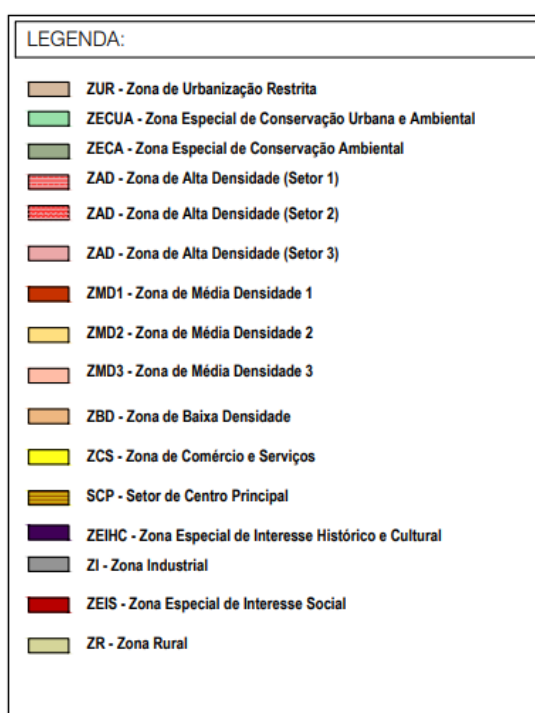 LEGENDA:
ZUR - Zona de Urbanização Restrita
ZECUA - Zona Especial de Conservação Urbana e Ambiental
ZECA - Zona Especial de Conservação Ambiental
ZAD - Zona de Alta Densidade (Setor 1)
ZAD - Zona de Alta Densidade (Setor 2)
ZAD - Zona de Alta Densidade (Setor 3)
ZMD1 - Zona de Média Densidade 1
ZMD2 - Zona de Média Densidade 2
ZMD3 - Zona de Média Densidade 3
ZBD - Zona de Baixa Densidade
ZCS - Zona de Comércio e Serviços
SCP - Setor de Centro Principal
ZEIHC - Zona Especial de Interesse Histórico e Cultural
ZI - Zona Industrial
ZEIS - Zona Especial de Interesse Social
ZR - Zona Rural